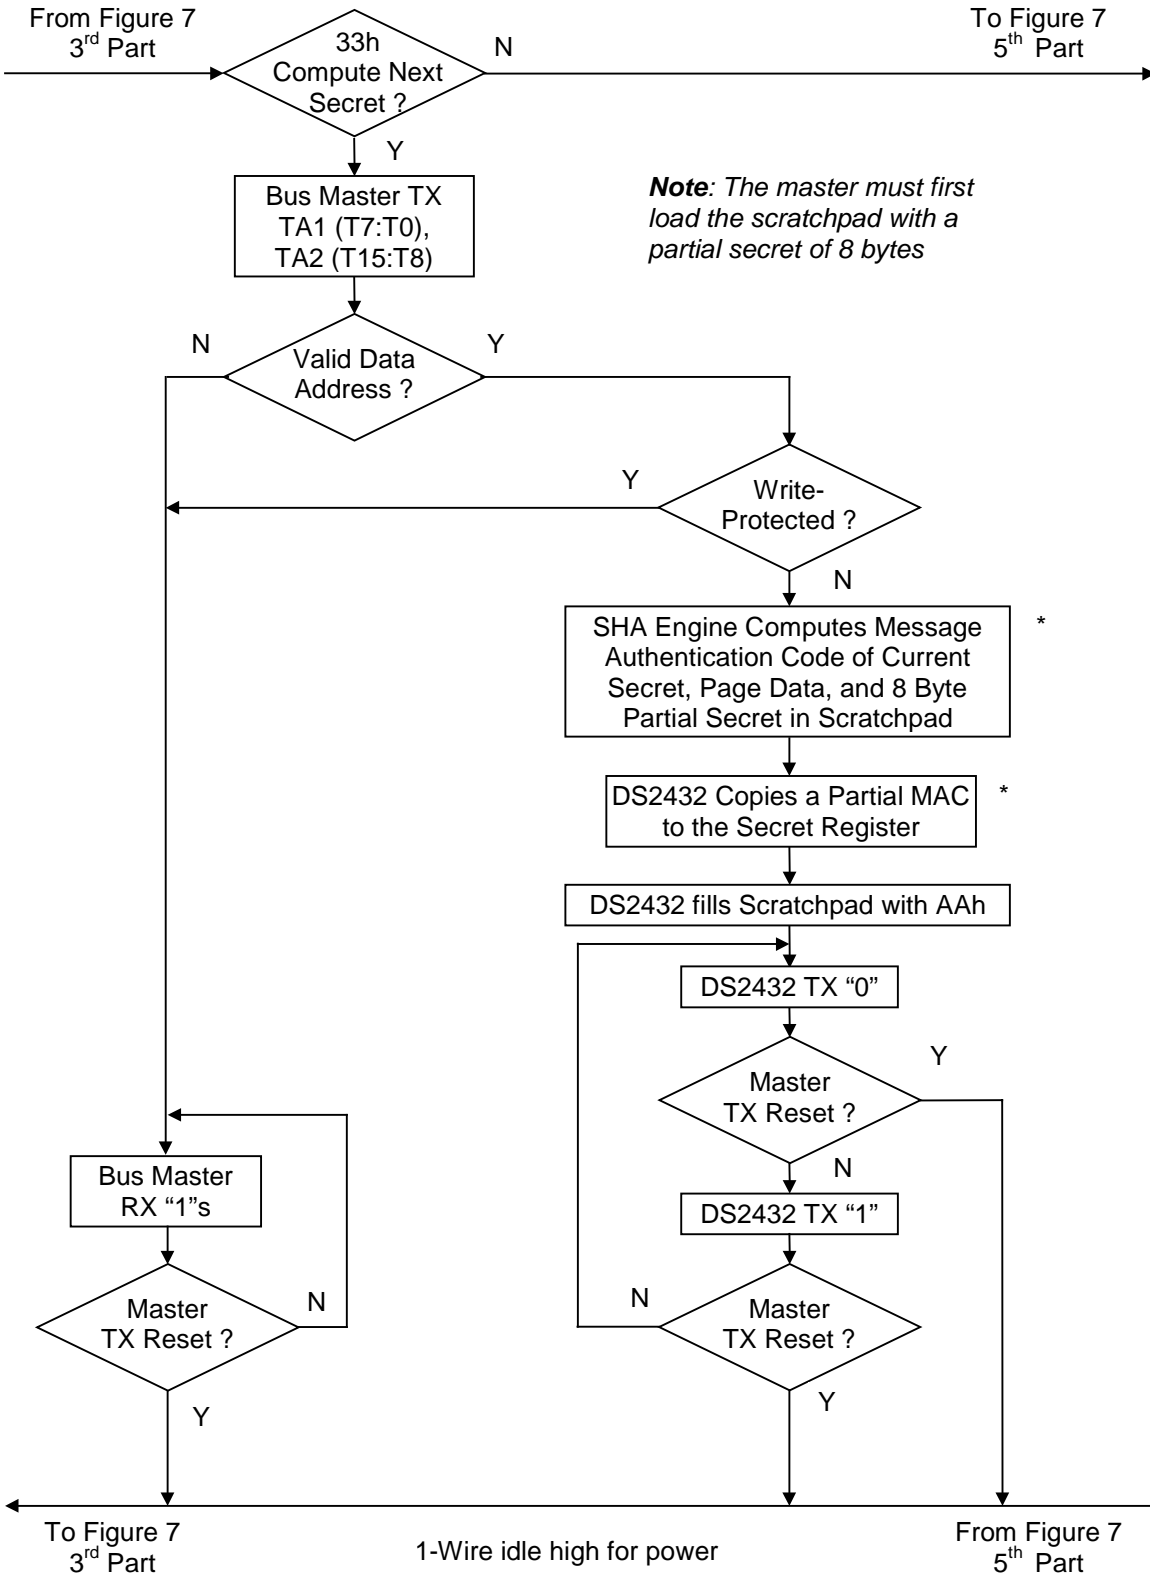 From Figure 7
3rd Part
To Figure 7
5th Part
33h
Compute Next
Secret ?
N
Y
Bus Master TX
TA1 (T7:T0),
TA2 (T15:T8)
Note: The master must first
load the scratchpad with a
partial secret of 8 bytes
N
Valid Data
Address ?
Y
Y
Write-
Protected ?
N
SHA Engine Computes Message
Authentication Code of Current
Secret, Page Data, and 8 Byte
Partial Secret in Scratchpad
*
DS2432 Copies a Partial MAC
to the Secret Register
*
DS2432 fills Scratchpad with AAh
DS2432 TX “0”
Master
TX Reset ?
Y
N
DS2432 TX “1”
Master
TX Reset ?
N
Y
Bus Master
RX “1”s
Master
TX Reset ?
N
Y
To Figure 7
3rd Part
1-Wire idle high for power
From Figure 7
5th Part